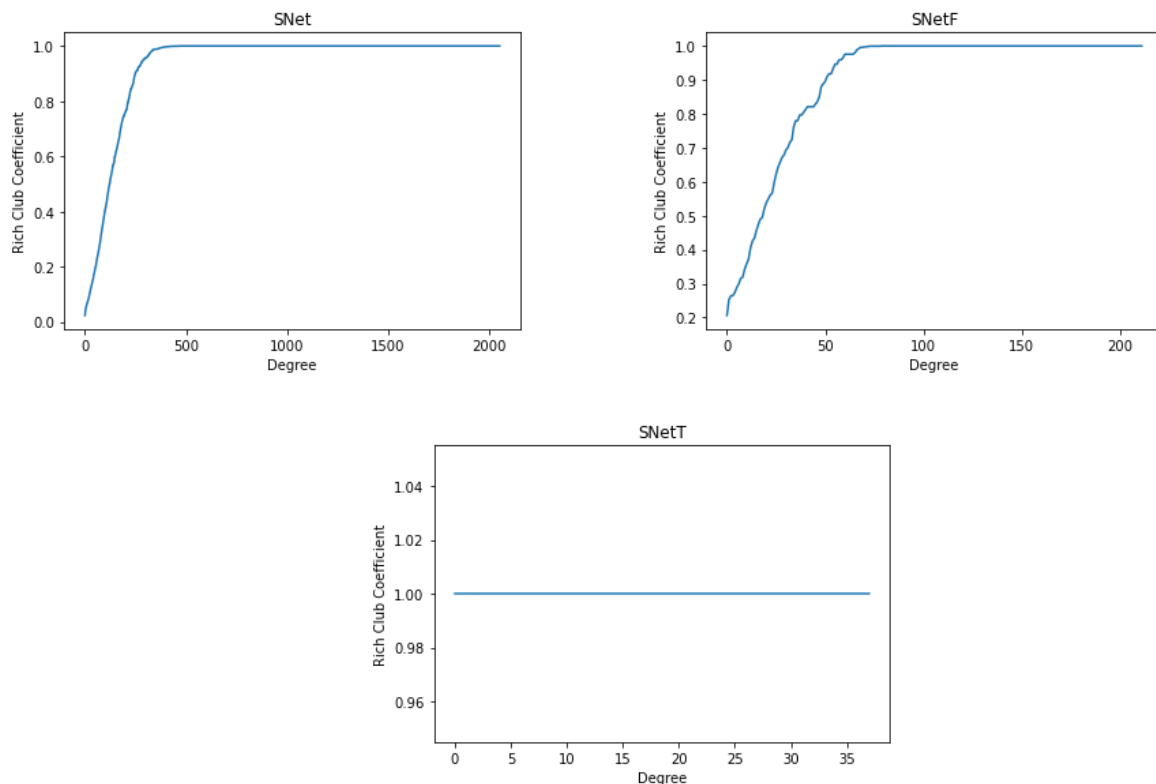 SNet
1.0
0.8
0.6
0.4
0.2
0.0
Rich Club Coefficient
0 500 1000 1500 2000
Degree
SNetF
1.0
0.9
0.8
0.7
0.6
0.5
0.4
0.3
0.2
Rich Club Coefficient
0 50 100 150 200
Degree
SNetT
1.04
1.02
1.00
0.98
0.96
Rich Club Coefficient
0 5 10 15 20 25 30 35
Degree